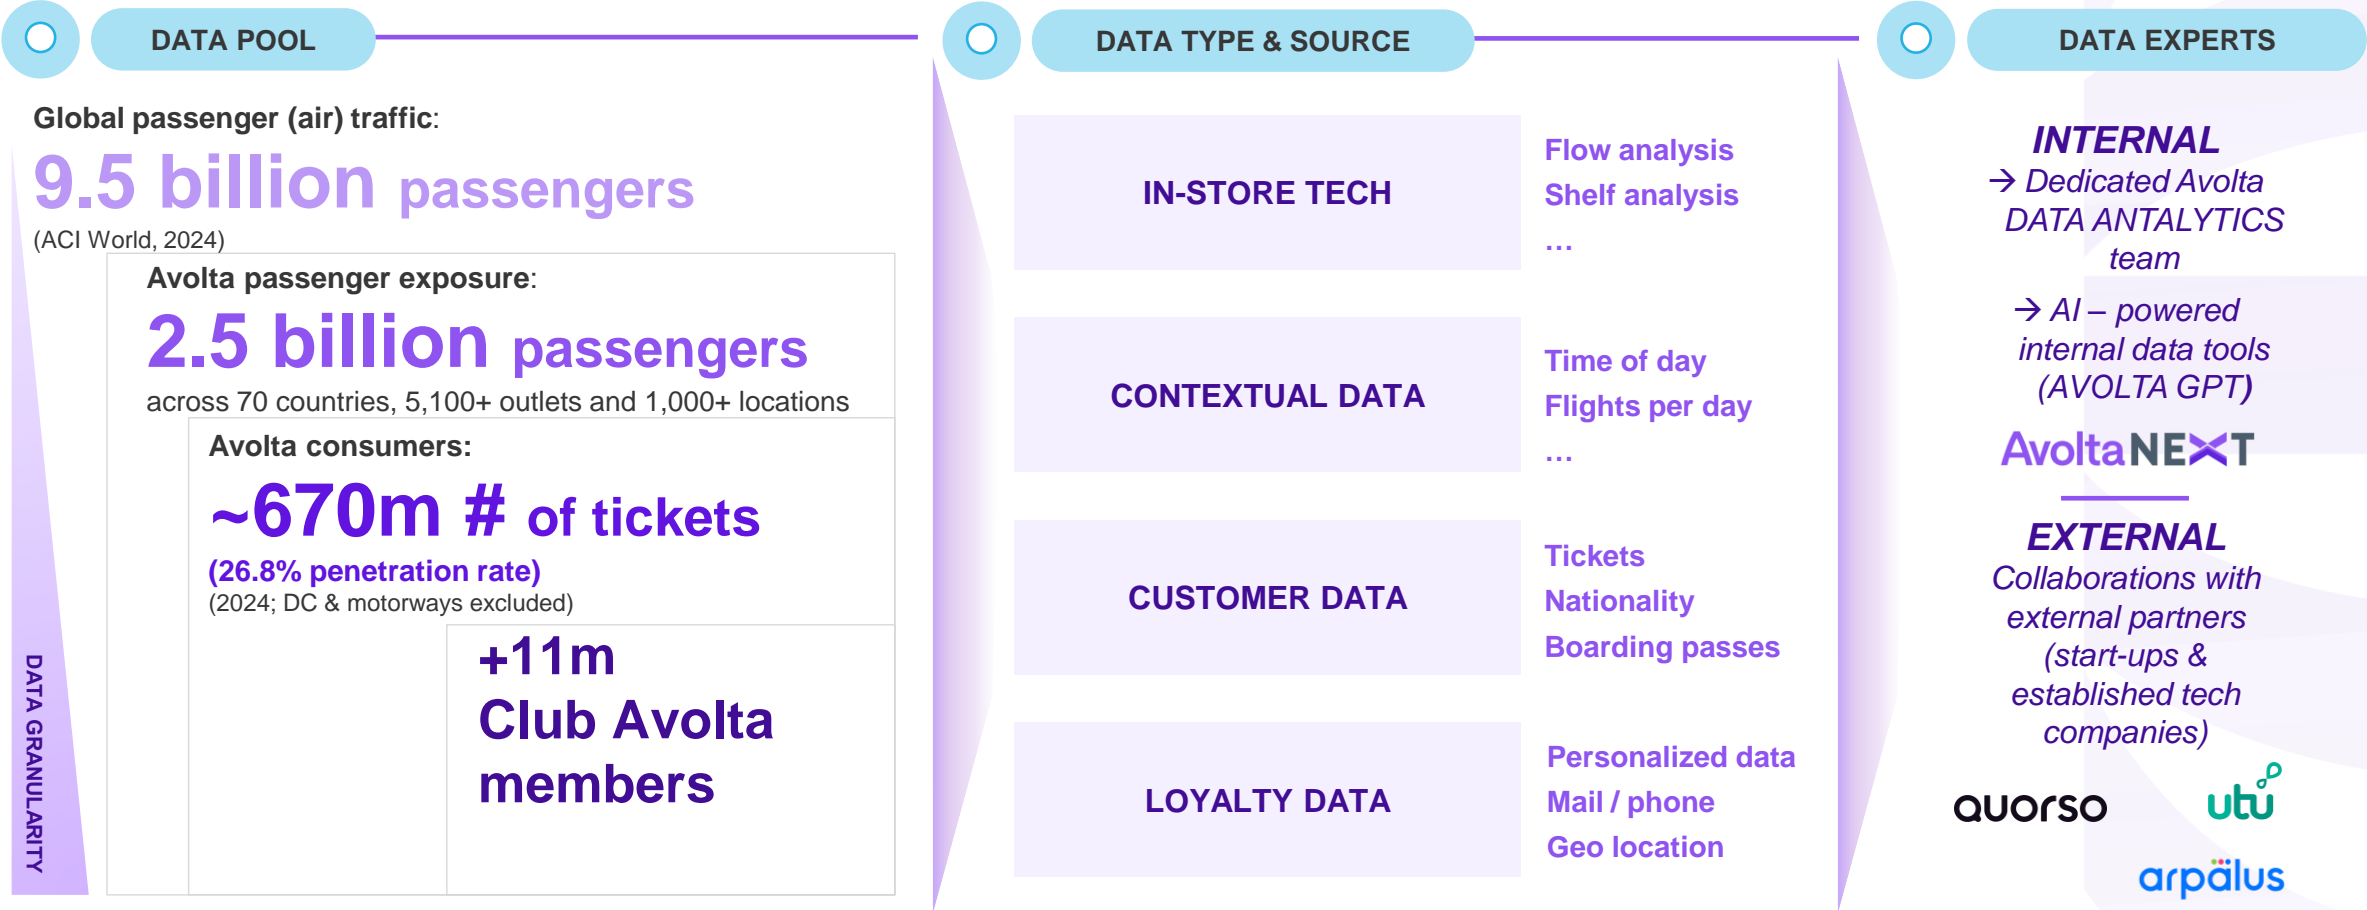 DATA POOL
Global passenger (air) traffic:
9.5 billion passengers
(ACI World, 2024)
Avolta passenger exposure:
2.5 billion passengers
across 70 countries, 5,100+ outlets and 1,000+ locations
Avolta consumers:
~670m # of tickets
(26.8% penetration rate)
(2024; DC & motorways excluded)
+11m
Club Avolta
members
DATA GRANULARITY
DATA TYPE & SOURCE
IN-STORE TECH
Flow analysis
Shelf analysis
…
CONTEXTUAL DATA
Time of day
Flights per day
…
CUSTOMER DATA
Tickets
Nationality
Boarding passes
LOYALTY DATA
Personalized data
Mail / phone
Geo location
DATA EXPERTS
INTERNAL
→ Dedicated Avolta
DATA ANTALYTICS
team
→ AI – powered
internal data tools
(AVOLTA GPT)
Avolta NEXT
EXTERNAL
Collaborations with
external partners
(start-ups &
established tech
companies)
quorso
utu
arpälus